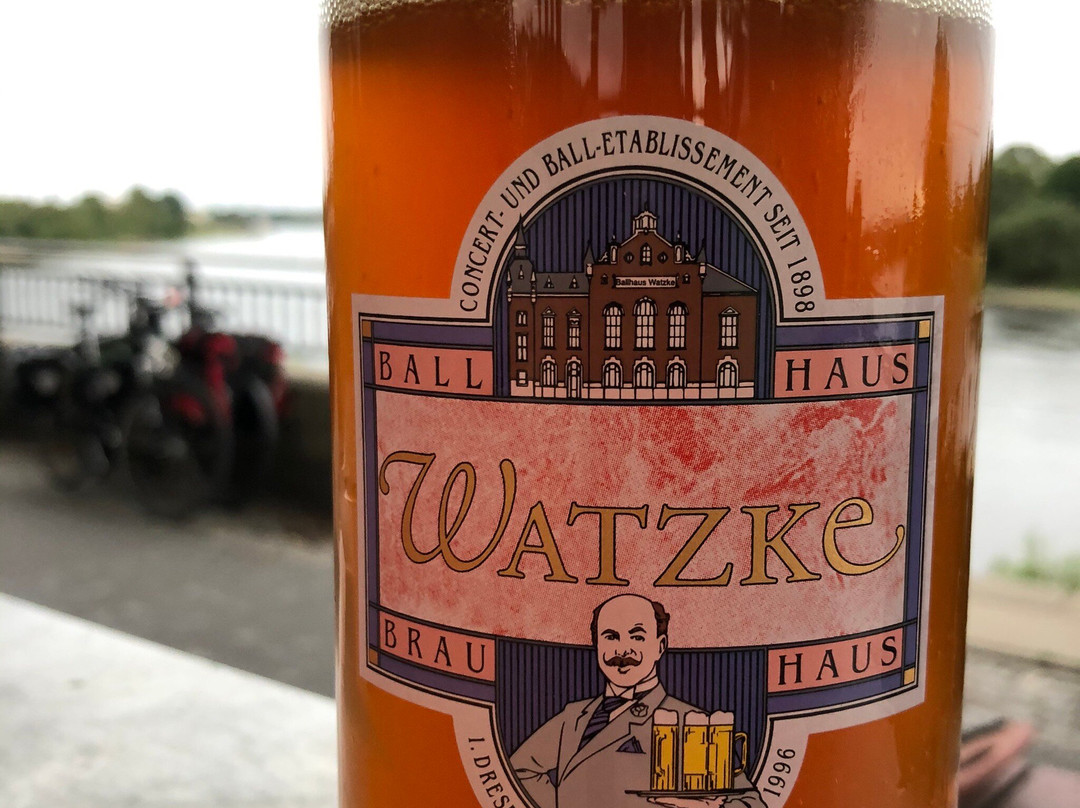 CONCERT- UND BALL-ETABLISSEMENT SEIT 1898
Ballhaus Watzke
BALL HAUS
WATZKE
BRAU HAUS
1996